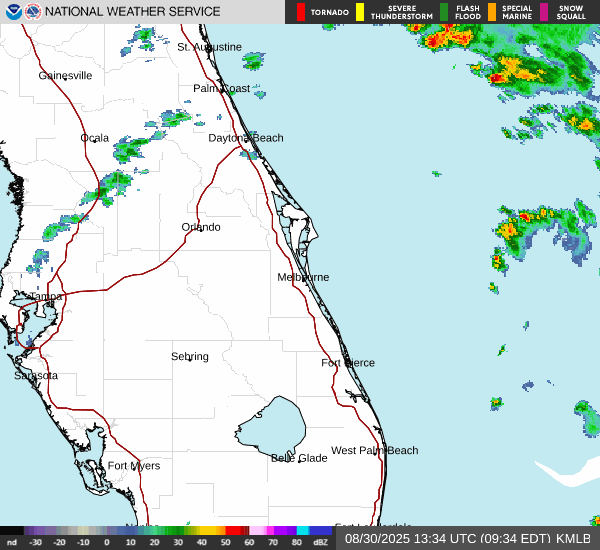 NATIONAL WEATHER SERVICE
TORNADO
SEVERE THUNDERSTORM
FLASH FLOOD
SPECIAL MARINE
SNOW SQUALL
St. Augustine
Gainesville
Palm Coast
Ocala
Daytona Beach
Orlando
Melbourne
Tampa
Sebring
Fort Pierce
Sarasota
West Palm Beach
Belle Glade
Fort Myers
nd -30 -20 -10 0 10 20 30 40 50 60 70 80 dBZ
08/30/2025 13:34 UTC (09:34 EDT) KMLB